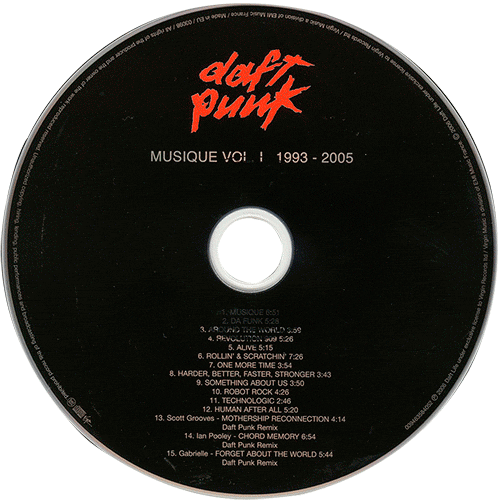 daft
punk
MUSIQUE VOL. I 1993 - 2005
1. MUSIQUE 6:51
2. DA FUNK 5:28
3. AROUND THE WORLD 3:59
4. REVOLUTION 909 5:26
5. ALIVE 5:15
6. ROLLIN' & SCRATCHIN' 7:26
7. ONE MORE TIME 5:21
8. HARDER, BETTER, FASTER, STRONGER 3:43
9. SOMETHING ABOUT US 3:50
10. ROBOT ROCK 4:46
11. TECHNOLOGIC 2:46
12. HUMAN AFTER ALL 5:20
13. Scott Grooves - MOTHERSHIP RECONNECTION 4:14
Daft Punk Remix
14. Ian Pooley - CHORD MEMORY 6:54
Daft Punk Remix
15. Gabrielle - FORGET ABOUT THE WORLD 5:44
Daft Punk Remix